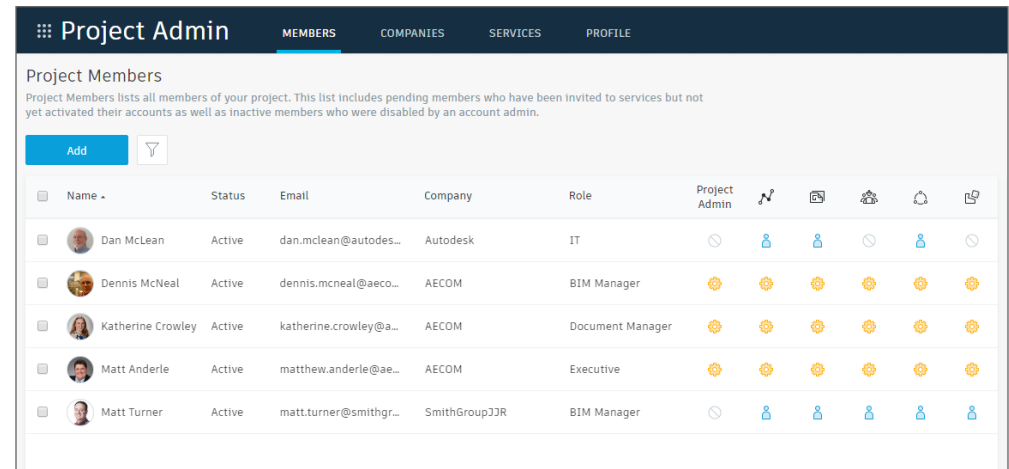 Project Admin MEMBERS COMPANIES SERVICES PROFILE
Project Members
Project Members lists all members of your project. This list includes pending members who have been invited to services but not
yet activated their accounts as well as inactive members who were disabled by an account admin.
Add
Name Status Email Company Role Project Admin
Dan McLean Active dan.mclean@autodes... Autodesk IT
Dennis McNeal Active dennis.mcneal@aeco... AECOM BIM Manager
Katherine Crowley Active katherine.crowley@a... AECOM Document Manager
Matt Anderle Active matthew.anderle@ae... AECOM Executive
Matt Turner Active matt.turner@smithgr... SmithGroupJJR BIM Manager